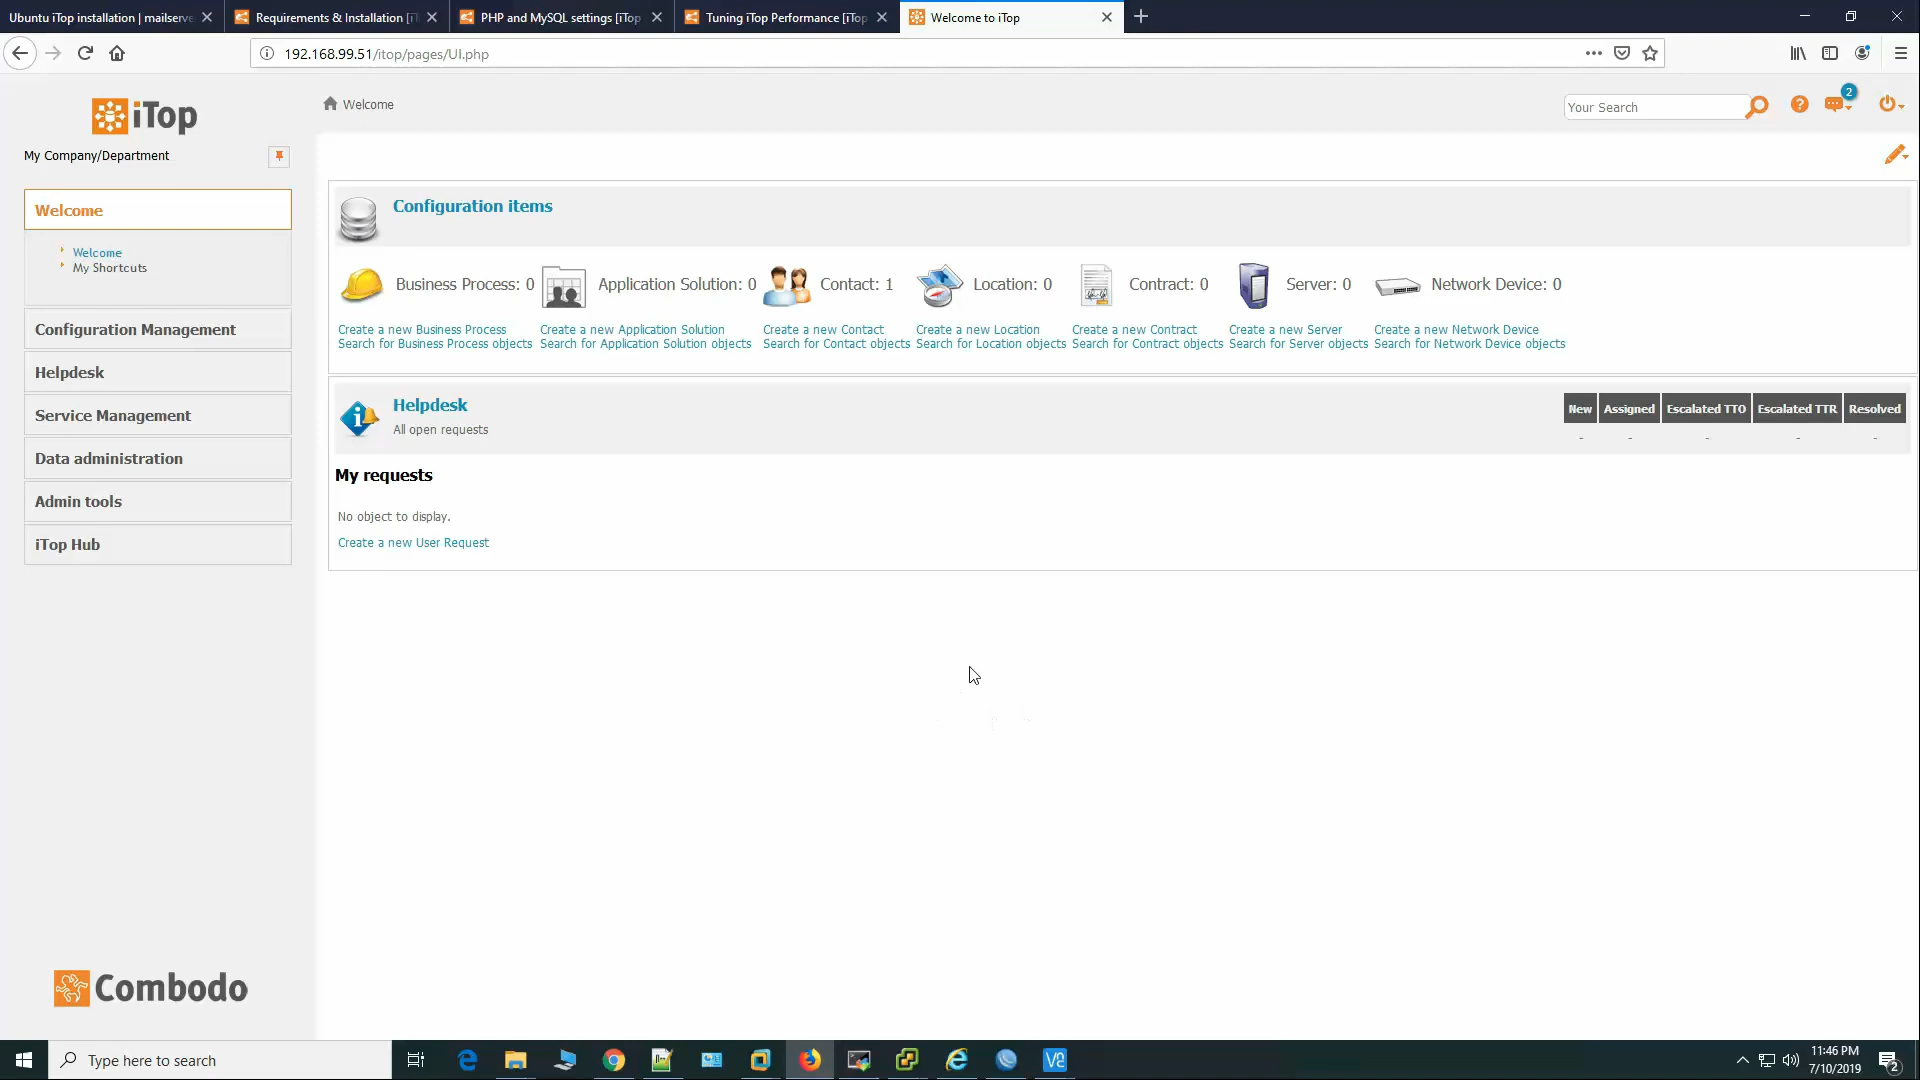 Ubuntu iTop installation | mailserve
Requirements & Installation [iT
PHP and MySQL settings [iTop
Tuning iTop Performance [iTop
Welcome to iTop
192.168.99.51/itop/pages/UI.php
iTop
Welcome
Your Search
2
My Company/Department
Welcome
Welcome
My Shortcuts
Configuration Management
Helpdesk
Service Management
Data administration
Admin tools
iTop Hub
Configuration items
Business Process: 0
Application Solution: 0
Contact: 1
Location: 0
Contract: 0
Server: 0
Network Device: 0
Create a new Business Process
Create a new Application Solution
Create a new Contact
Create a new Location
Create a new Contract
Create a new Server
Create a new Network Device
Search for Business Process objects
Search for Application Solution objects
Search for Contact objects
Search for Location objects
Search for Contract objects
Search for Server objects
Search for Network Device objects
Helpdesk
All open requests
New Assigned Escalated TTO Escalated TTR Resolved
- - - - -
My requests
No object to display.
Create a new User Request
Combodo
Type here to search
11:46 PM
7/10/2019
2